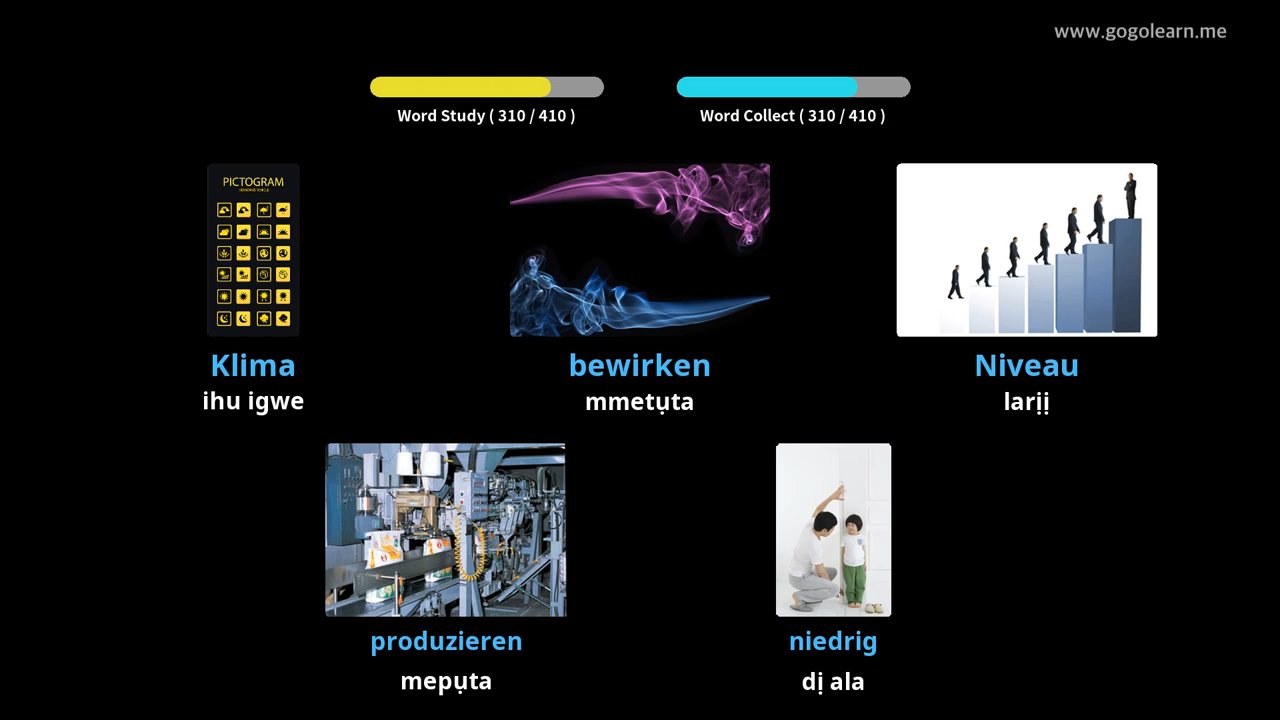 www.gogolearn.me
Word Study ( 310 / 410 )
Word Collect ( 310 / 410 )
PICTOGRAM
Klima
ihu igwe
bewirken
mmetụta
Niveau
larịị
produzieren
mepụta
niedrig
dị ala